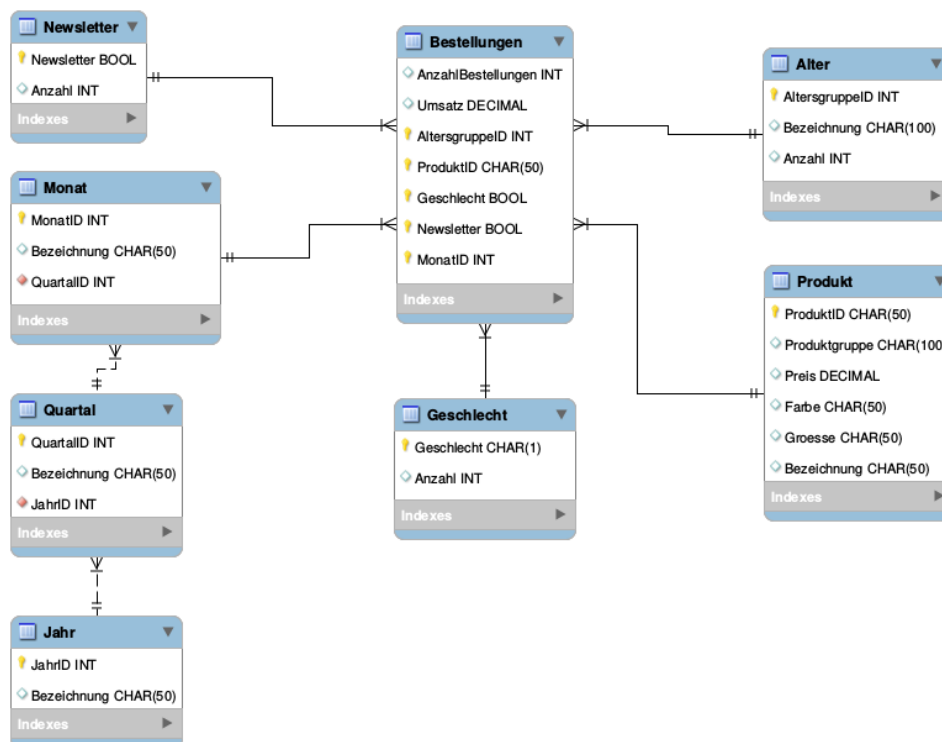 Newsletter
Newsletter BOOL
Anzahl INT
Indexes
Monat
MonatID INT
Bezeichnung CHAR(50)
QuartalID INT
Indexes
Quartal
QuartalID INT
Bezeichnung CHAR(50)
JahrID INT
Indexes
Jahr
JahrID INT
Bezeichnung CHAR(50)
Indexes
Bestellungen
AnzahlBestellungen INT
Umsatz DECIMAL
AltersgruppeID INT
ProduktID CHAR(50)
Geschlecht BOOL
Newsletter BOOL
MonatID INT
Indexes
Geschlecht
Geschlecht CHAR(1)
Anzahl INT
Indexes
Alter
AltersgruppeID INT
Bezeichnung CHAR(100)
Anzahl INT
Indexes
Produkt
ProduktID CHAR(50)
Produktgruppe CHAR(100
Preis DECIMAL
Farbe CHAR(50)
Groesse CHAR(50)
Bezeichnung CHAR(50)
Indexes